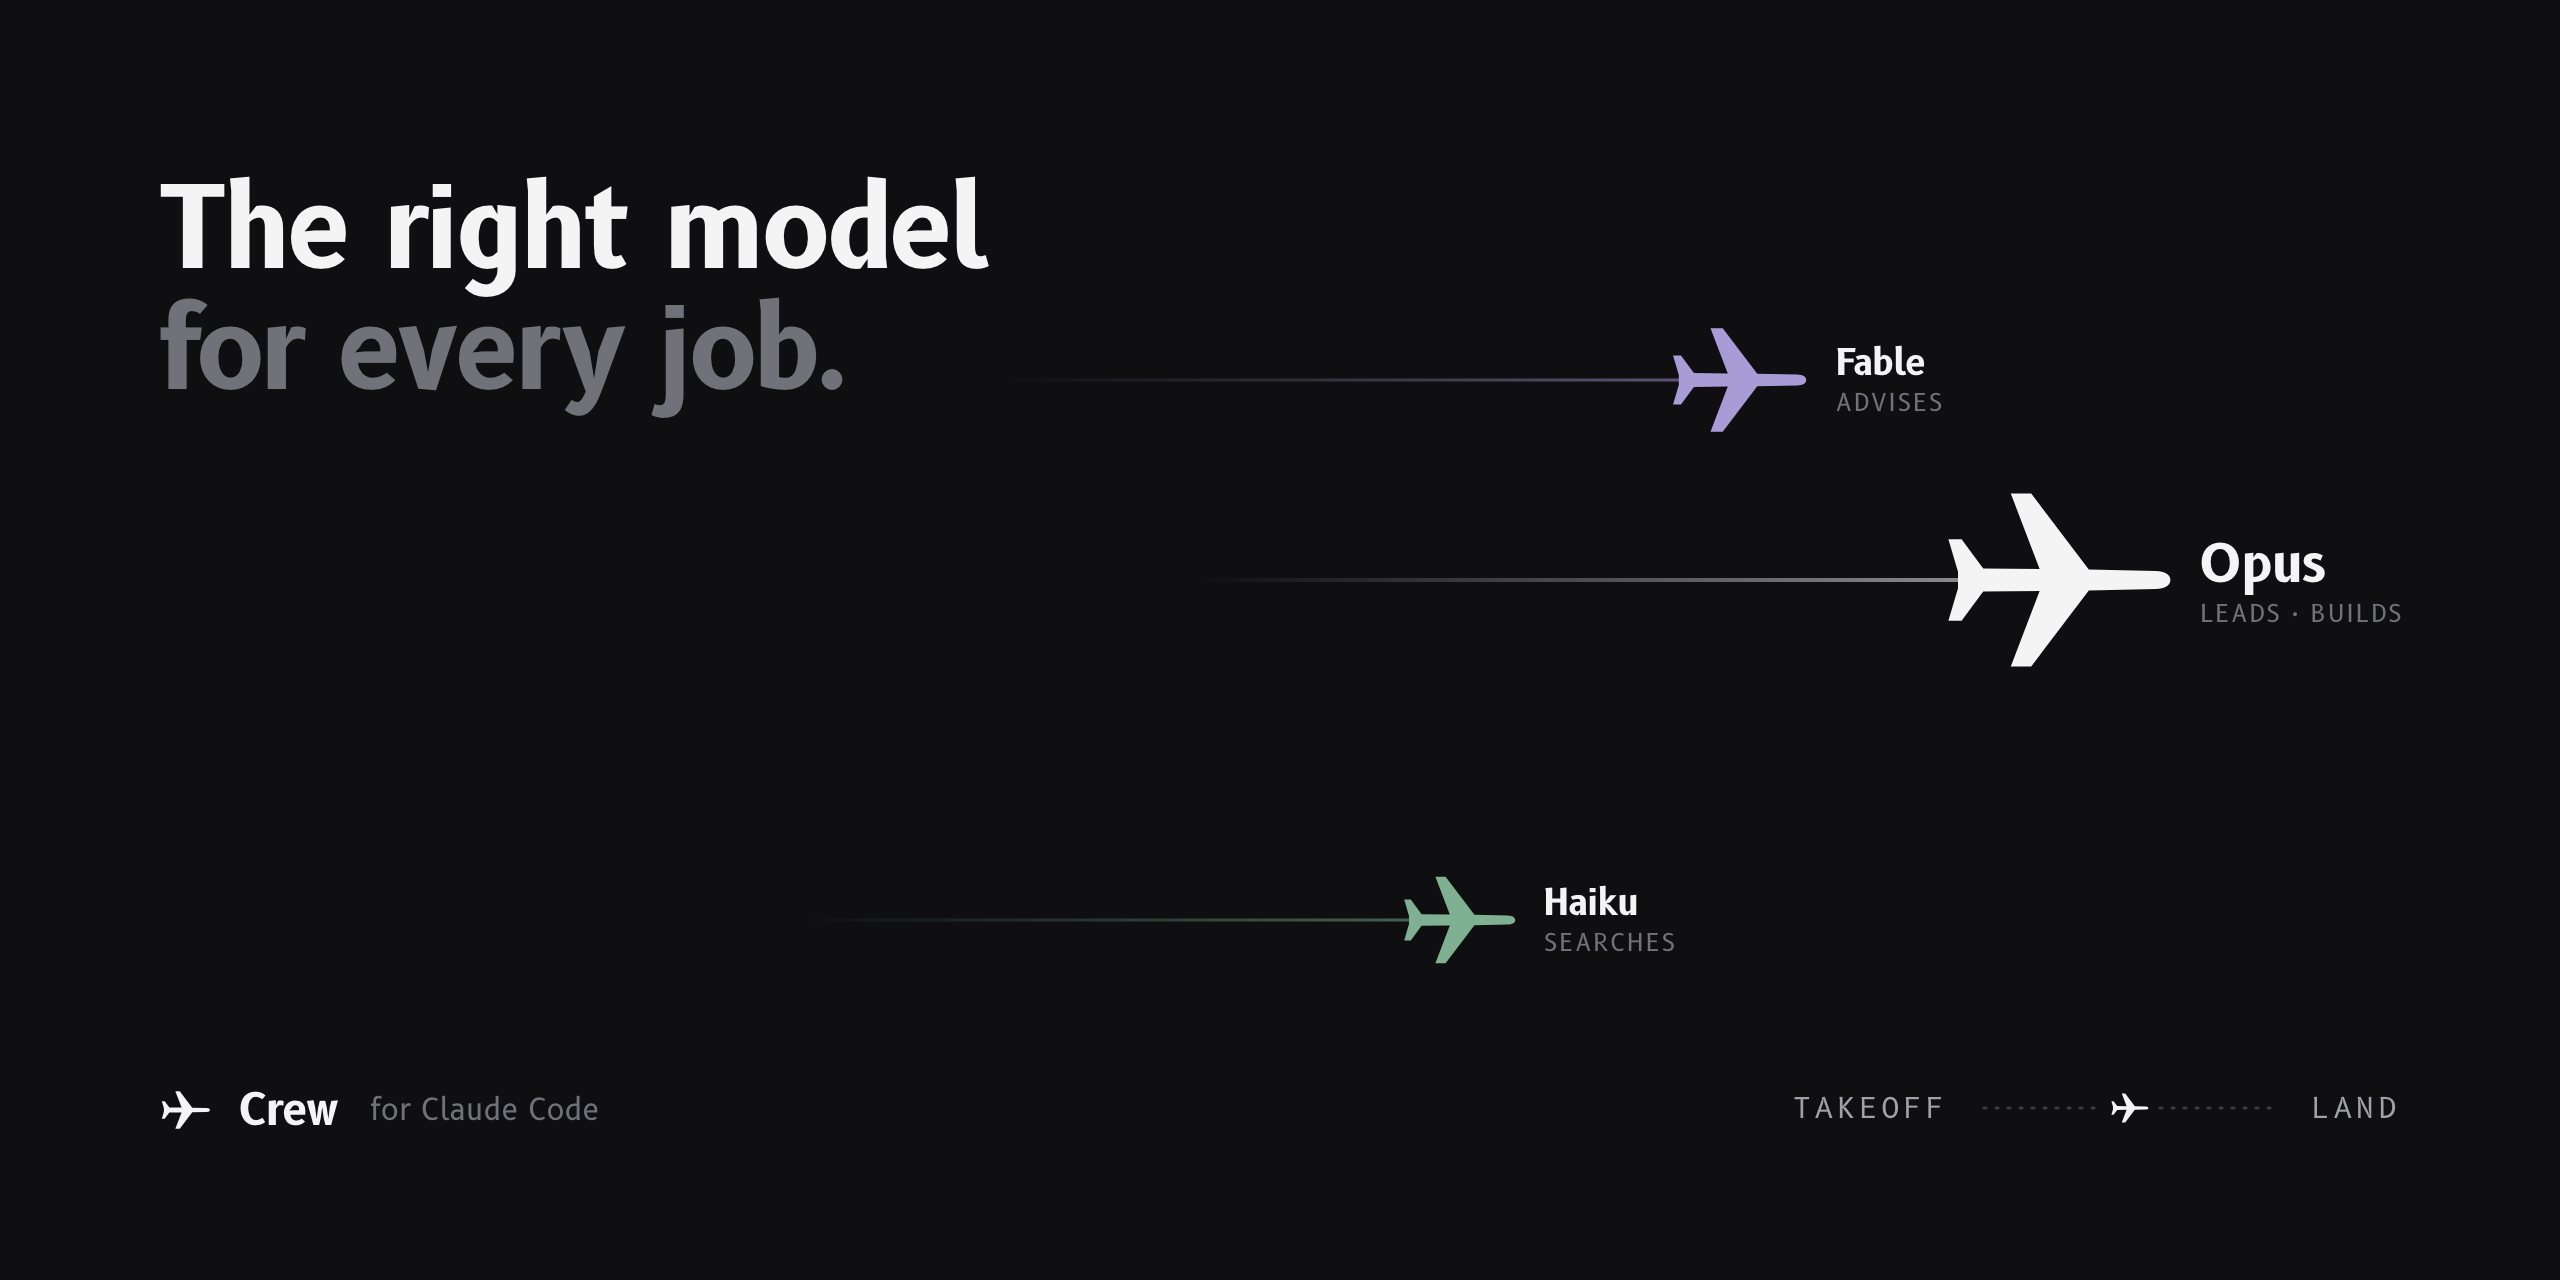 The right model
for every job.
Fable
ADVISES
Opus
LEADS · BUILDS
Haiku
SEARCHES
Crew for Claude Code
TAKEOFF LAND